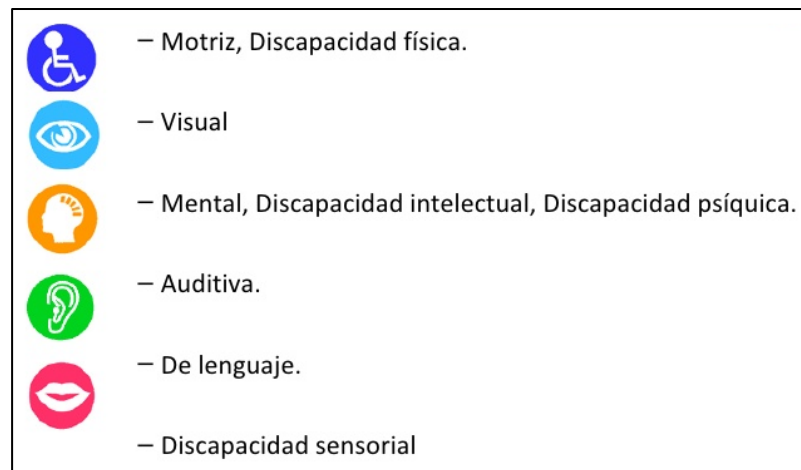 – Motriz, Discapacidad física.
– Visual
– Mental, Discapacidad intelectual, Discapacidad psíquica.
– Auditiva.
– De lenguaje.
– Discapacidad sensorial